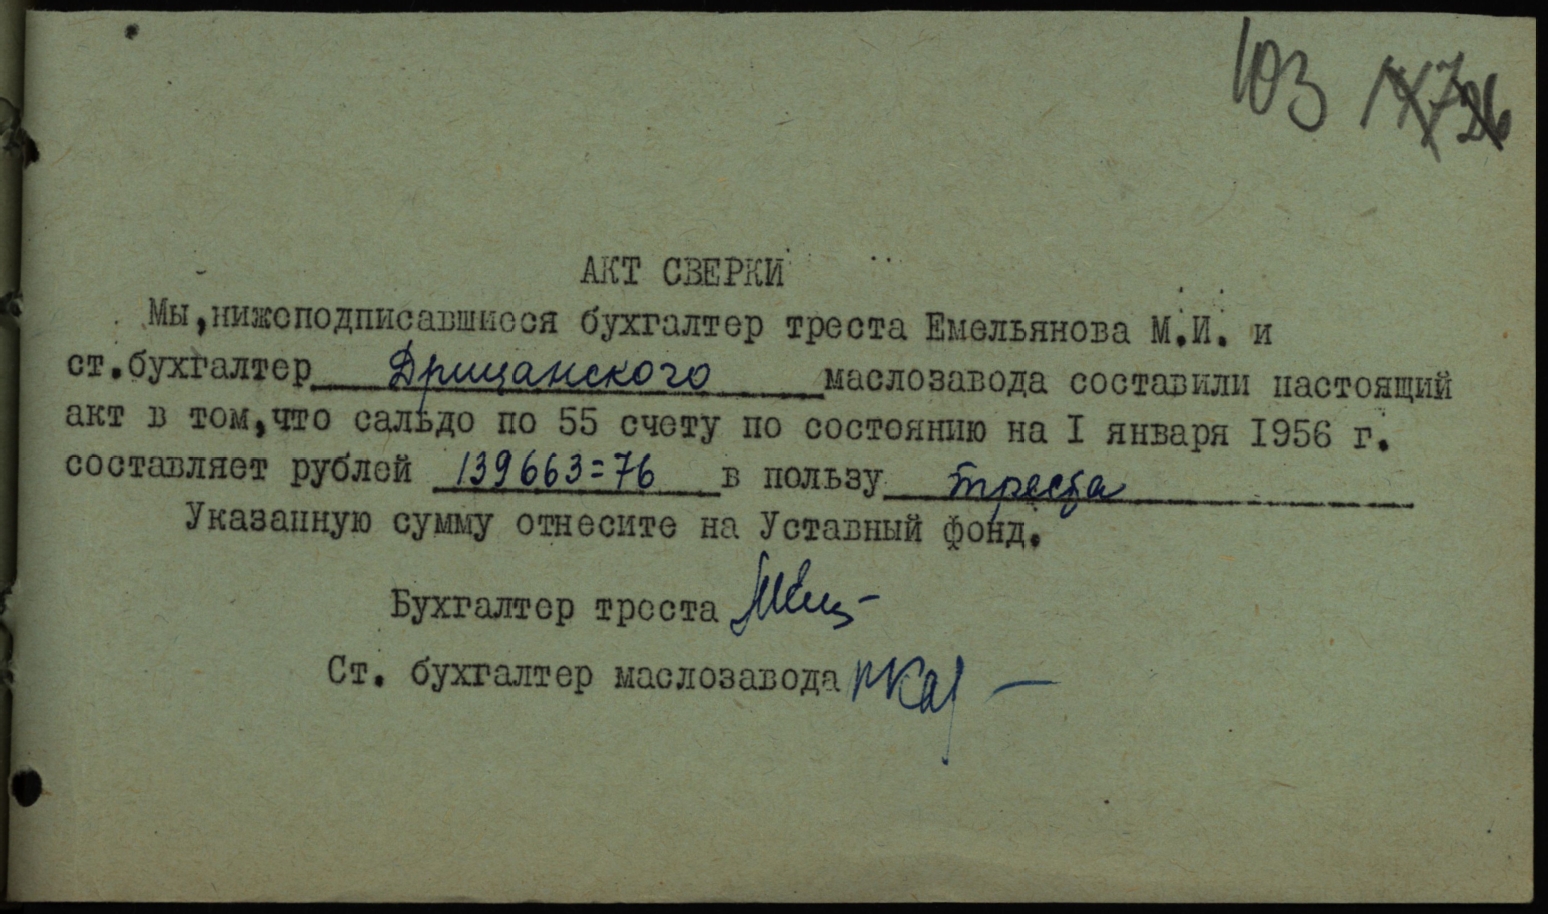 103
АКТ СВЕРКИ
Мы,нижеподписавшиеся бухгалтер треста Емельянова М.И. и
ст.бухгалтер Дрицанского маслозавода составили настоящий
акт в том,что сальдо по 55 счету по состоянию на I января I956 г.
составляет рублей 139663=76 в пользу треста
Указанную сумму отнесите на Уставный фонд.
Бухгалтер треста
Ст. бухгалтер маслозавода